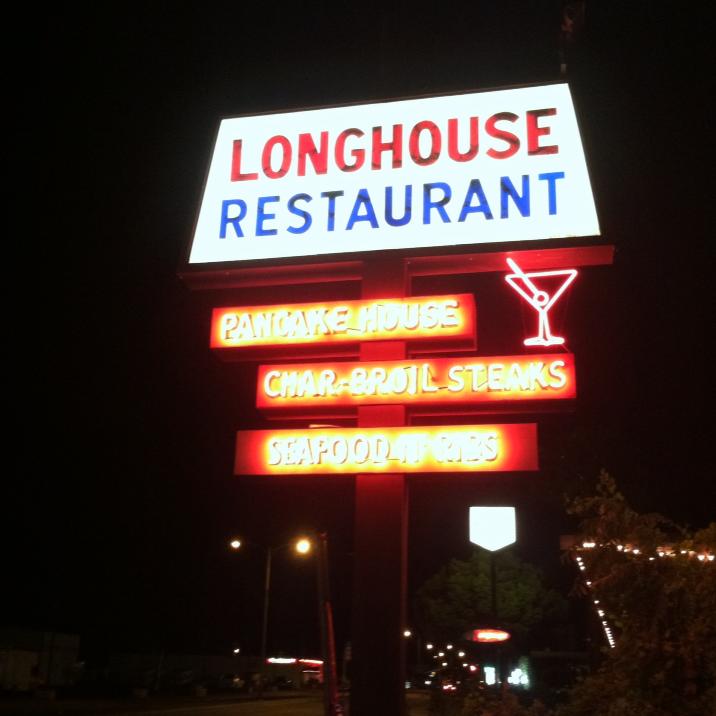 LONGHOUSE
RESTAURANT
PANCAKE HOUSE
CHAR-BROIL STEAKS
SEAFOOD N' RIBS